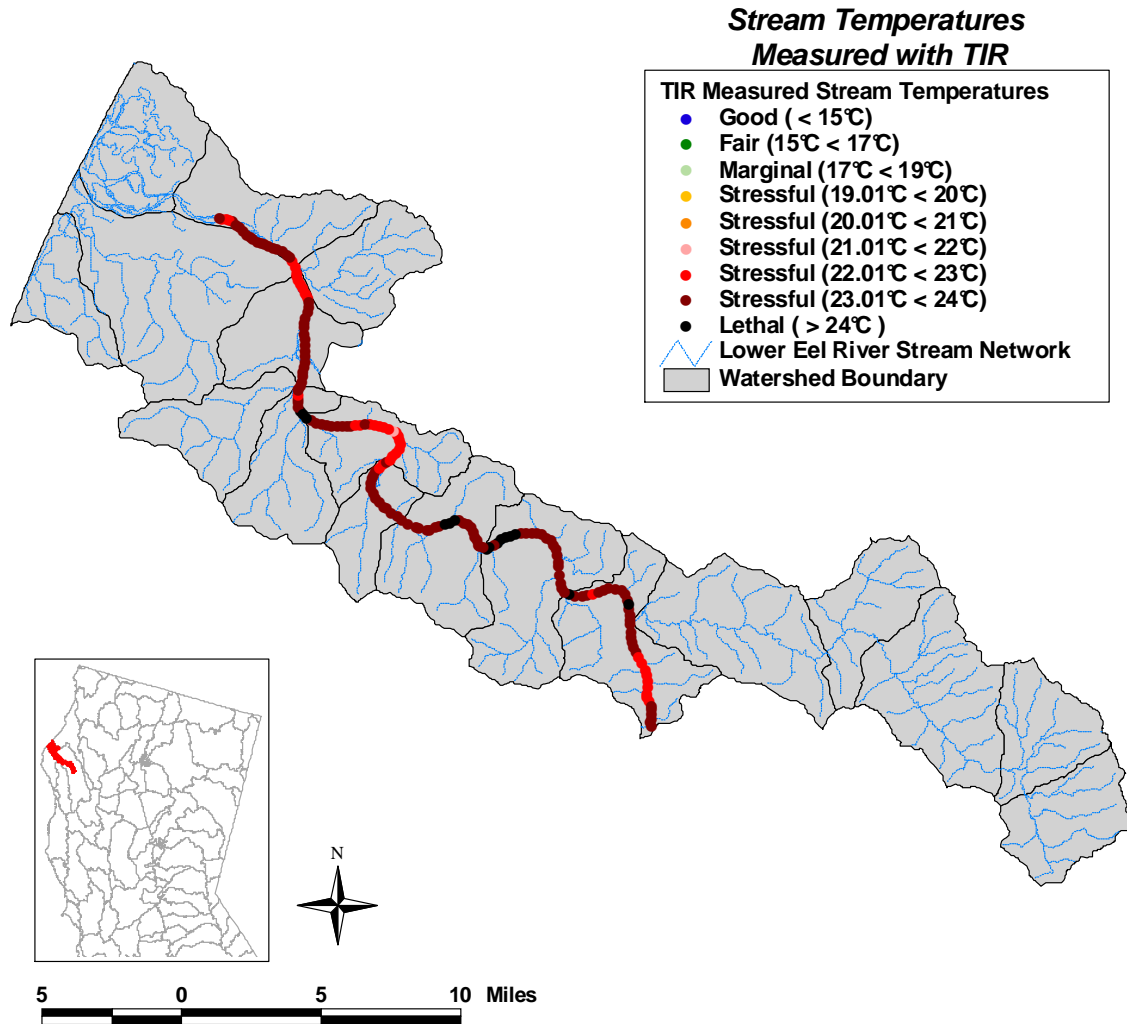 Stream Temperatures
Measured with TIR
TIR Measured Stream Temperatures
Good ( < 15°C)
Fair (15°C < 17°C)
Marginal (17°C < 19°C)
Stressful (19.01°C < 20°C)
Stressful (20.01°C < 21°C)
Stressful (21.01°C < 22°C)
Stressful (22.01°C < 23°C)
Stressful (23.01°C < 24°C)
Lethal ( > 24°C )
Lower Eel River Stream Network
Watershed Boundary
N
5 0 5 10 Miles